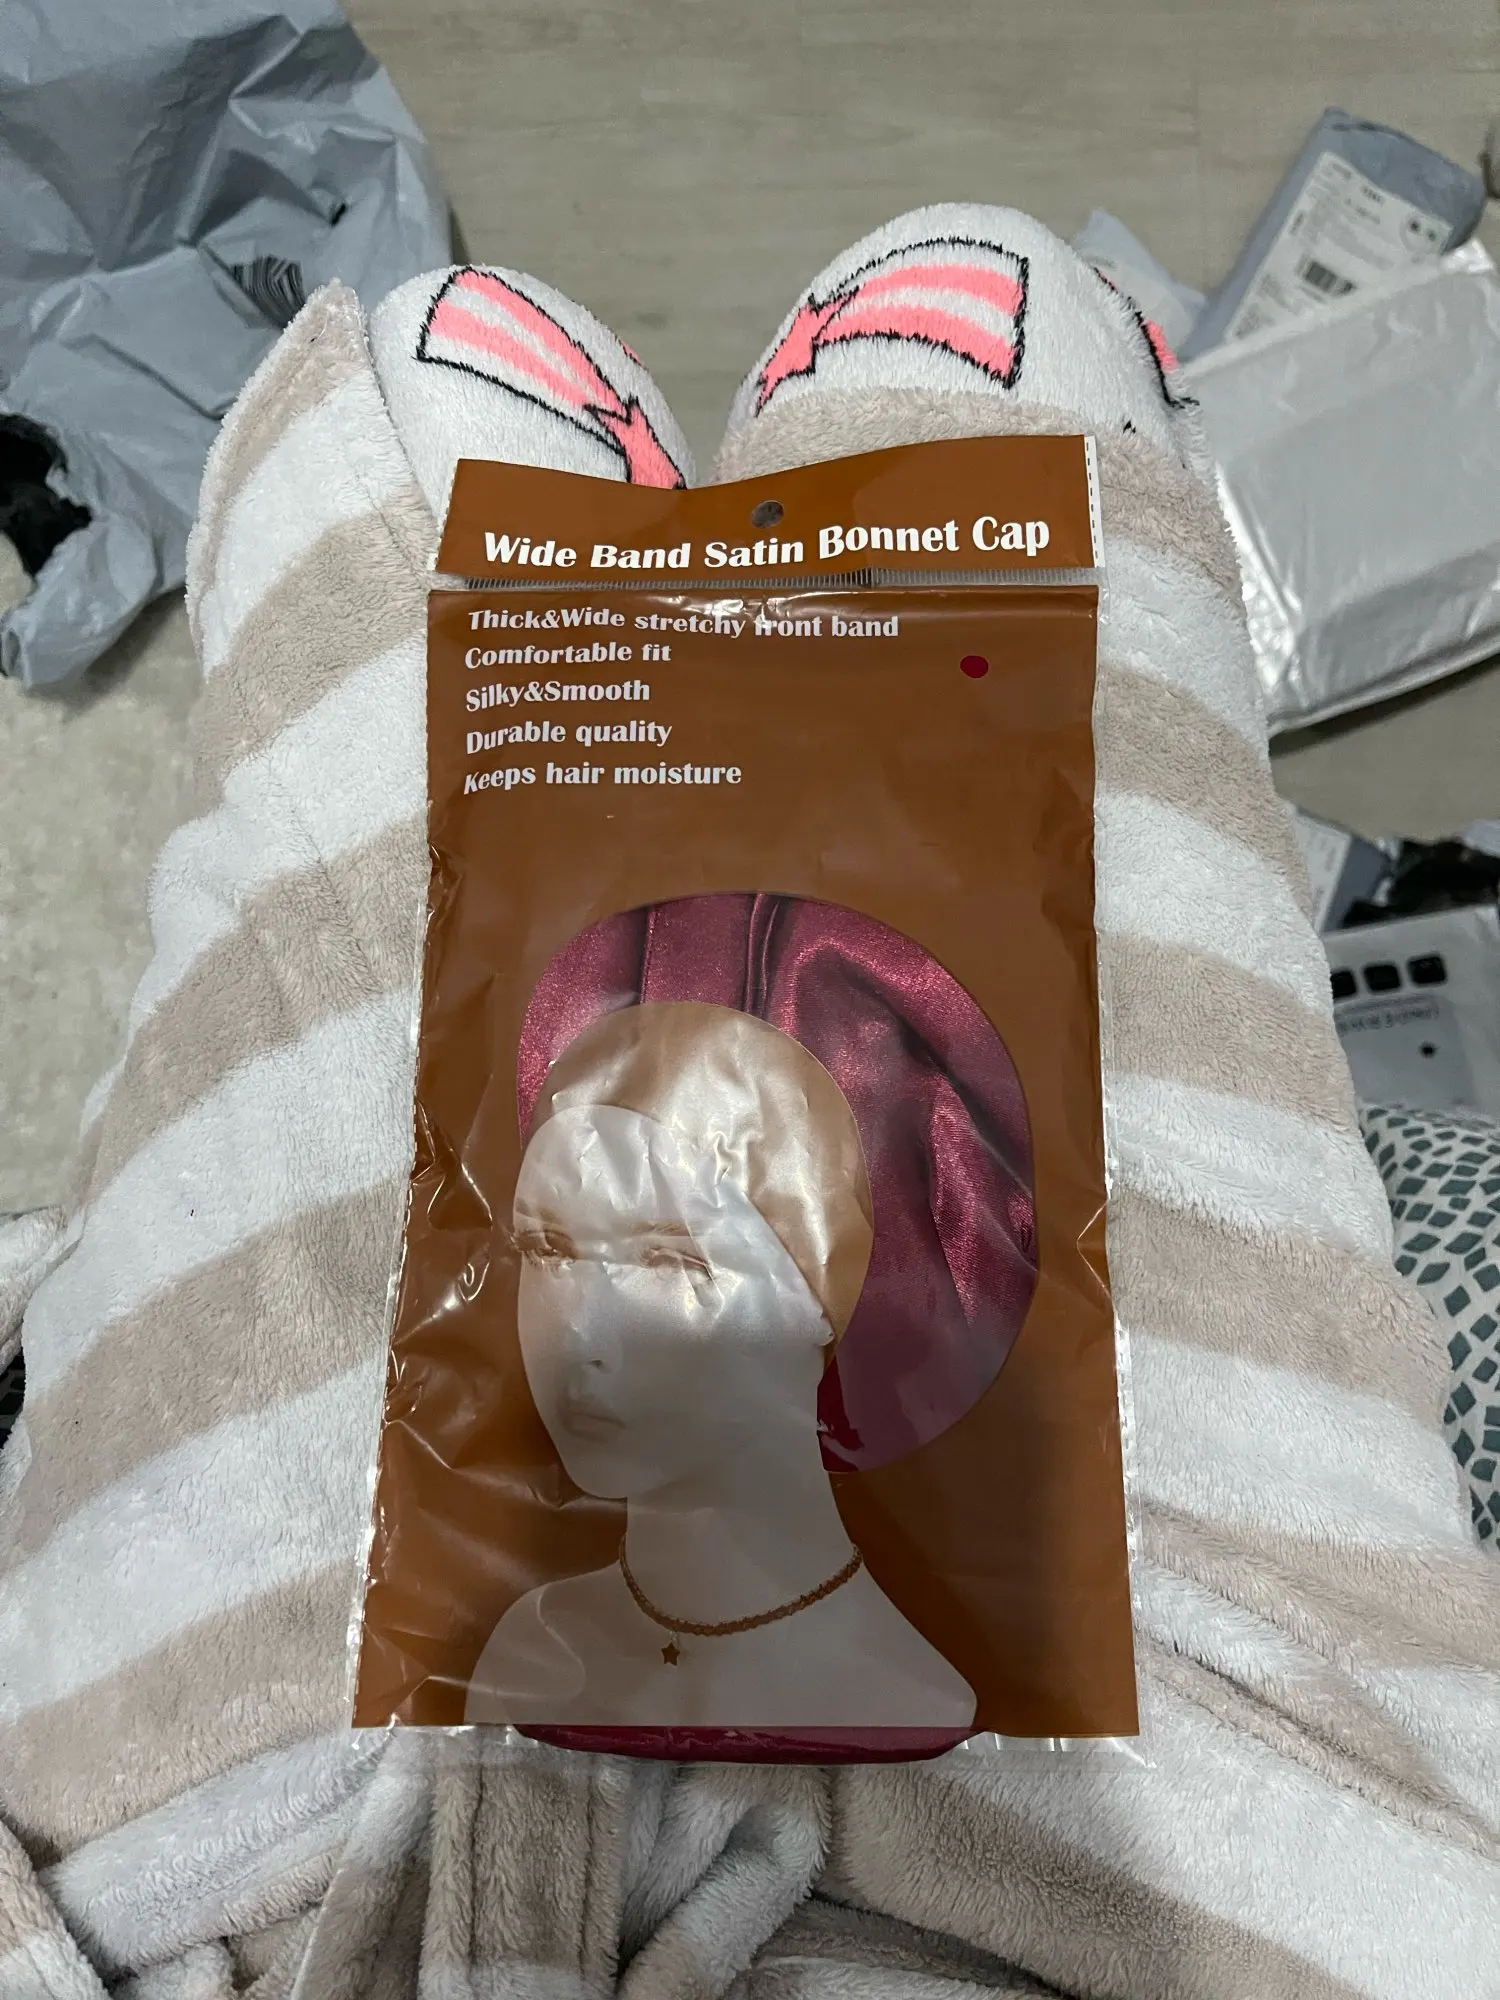 Wide Band Satin Bonnet Cap
Thick&Wide stretchy front band
Comfortable fit
Silky&Smooth
Durable quality
Keeps hair moisture